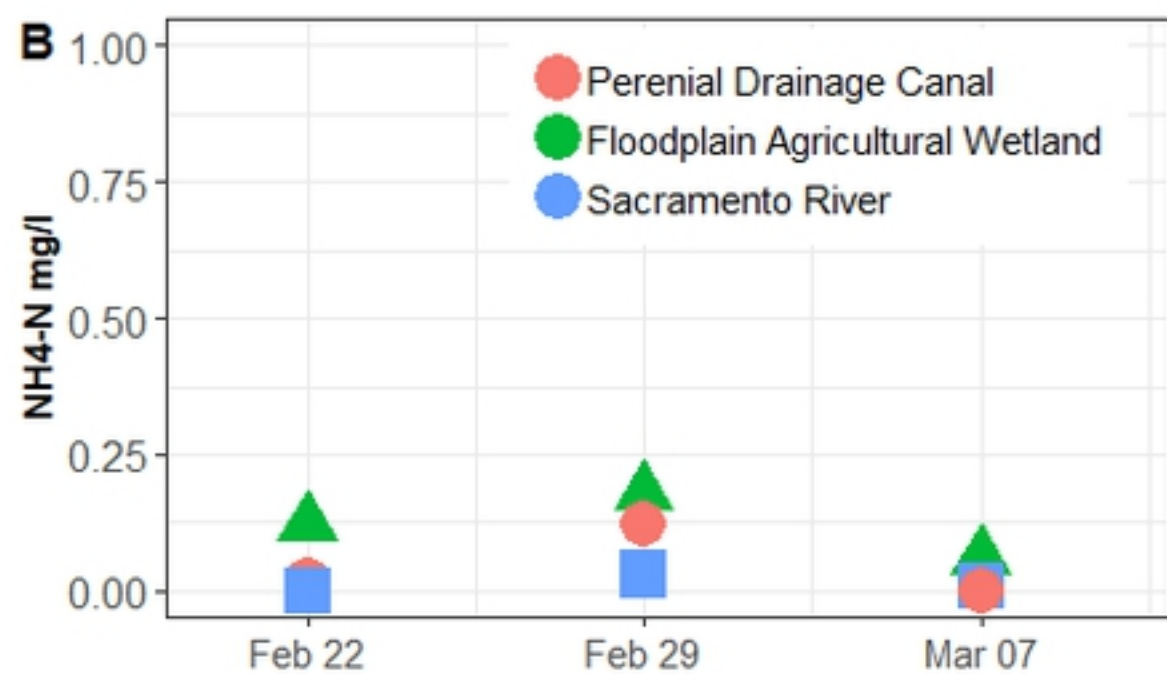 B
1.00
0.75
0.50
0.25
0.00
NH4-N mg/l
Perenial Drainage Canal
Floodplain Agricultural Wetland
Sacramento River
Feb 22
Feb 29
Mar 07